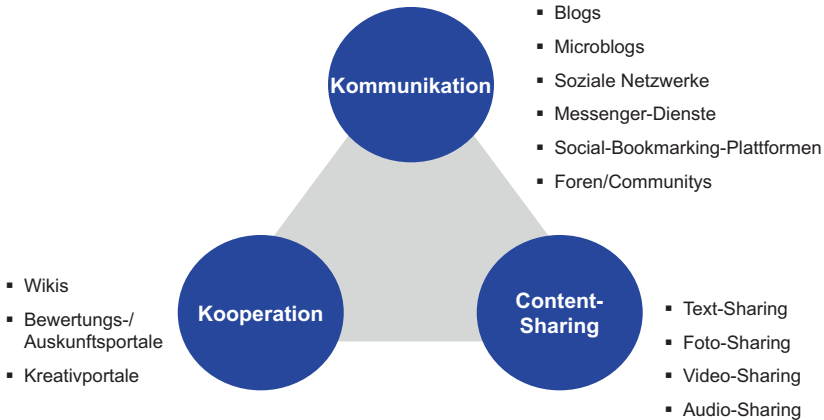 Kommunikation
▪ Blogs
▪ Microblogs
▪ Soziale Netzwerke
▪ Messenger-Dienste
▪ Social-Bookmarking-Plattformen
▪ Foren/Communitys
Kooperation
▪ Wikis
▪ Bewertungs-/
Auskunftsportale
▪ Kreativportale
Content-
Sharing
▪ Text-Sharing
▪ Foto-Sharing
▪ Video-Sharing
▪ Audio-Sharing